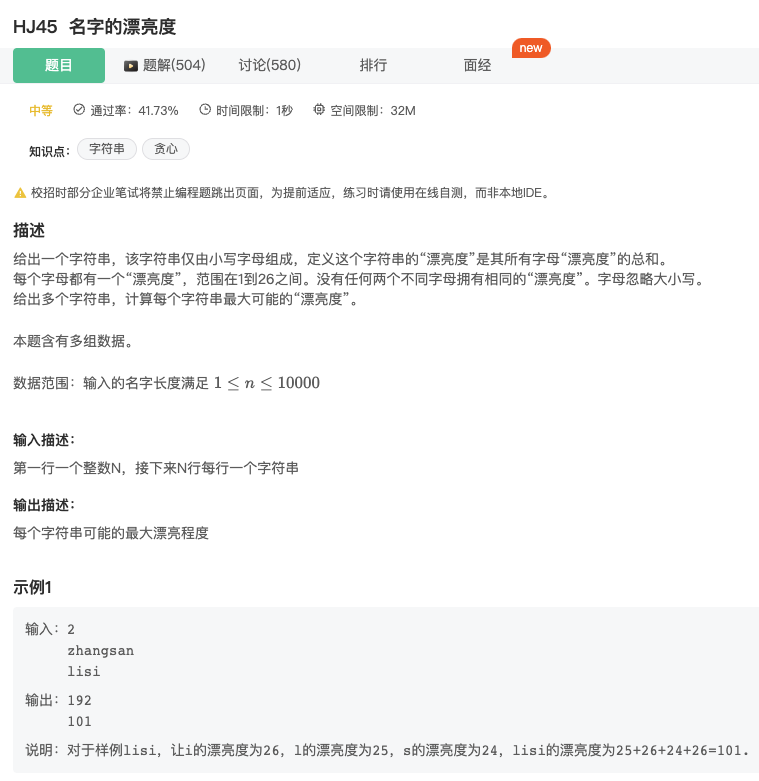 HJ45 名字的漂亮度
题目 题解(504) 讨论(580) 排行 面经 new
中等 通过率：41.73% 时间限制：1秒 空间限制：32M
知识点： 字符串 贪心
校招时部分企业笔试将禁止编程题跳出页面，为提前适应，练习时请使用在线自测，而非本地IDE。
描述
给出一个字符串，该字符串仅由小写字母组成，定义这个字符串的“漂亮度”是其所有字母“漂亮度”的总和。
每个字母都有一个“漂亮度”，范围在1到26之间。没有任何两个不同字母拥有相同的“漂亮度”。字母忽略大小写。
给出多个字符串，计算每个字符串最大可能的“漂亮度”。
本题含有多组数据。
数据范围：输入的名字长度满足 1 ≤ n ≤ 10000
输入描述：
第一行一个整数N，接下来N行每行一个字符串
输出描述：
每个字符串可能的最大漂亮程度
示例1
输入：2
zhangsan
lisi
输出：192
101
说明：对于样例lisi，让i的漂亮度为26，l的漂亮度为25，s的漂亮度为24，lisi的漂亮度为25+26+24+26=101.